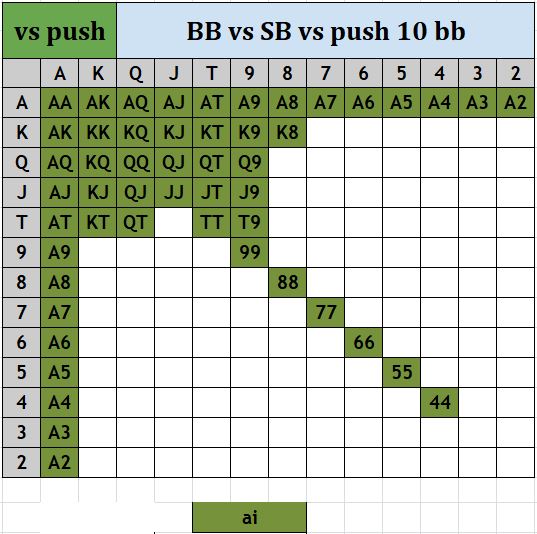 vs push BB vs SB vs push 10 bb
A K Q J T 9 8 7 6 5 4 3 2
A AA AK AQ AJ AT A9 A8 A7 A6 A5 A4 A3 A2
K AK KK KQ KJ KT K9 K8
Q AQ KQ QQ QJ QT Q9
J AJ KJ QJ JJ JT J9
T AT KT QT TT T9
9 A9 99
8 A8 88
7 A7 77
6 A6 66
5 A5 55
4 A4 44
3 A3
2 A2
ai